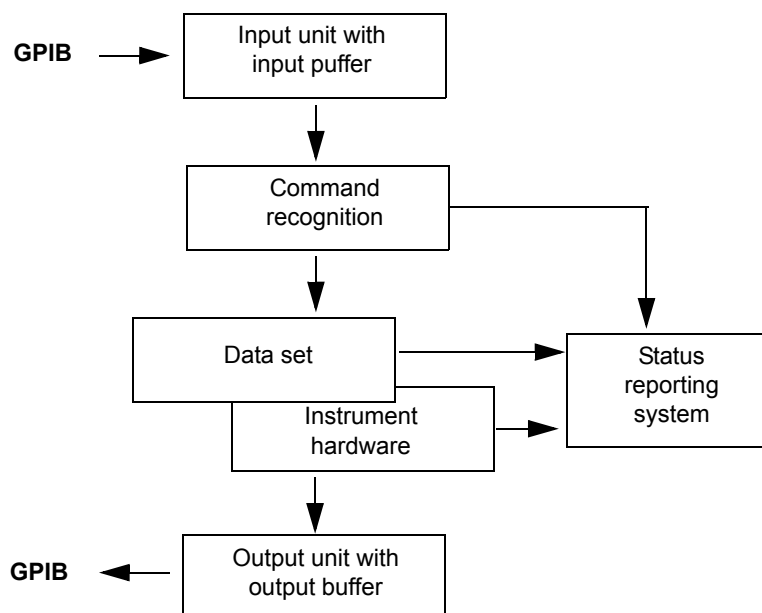 GPIB
Input unit with
input puffer
Command
recognition
Data set
Status
reporting
system
Instrument
hardware
GPIB
Output unit with
output buffer